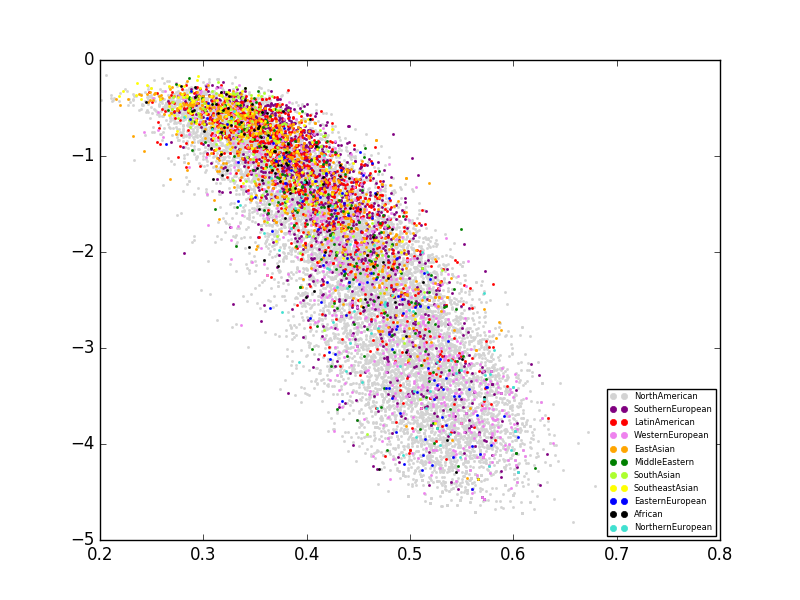 0
−1
−2
−3
−4
−5
0.2 0.3 0.4 0.5 0.6 0.7 0.8
NorthAmerican
SouthernEuropean
LatinAmerican
WesternEuropean
EastAsian
MiddleEastern
SouthAsian
SoutheastAsian
EasternEuropean
African
NorthernEuropean